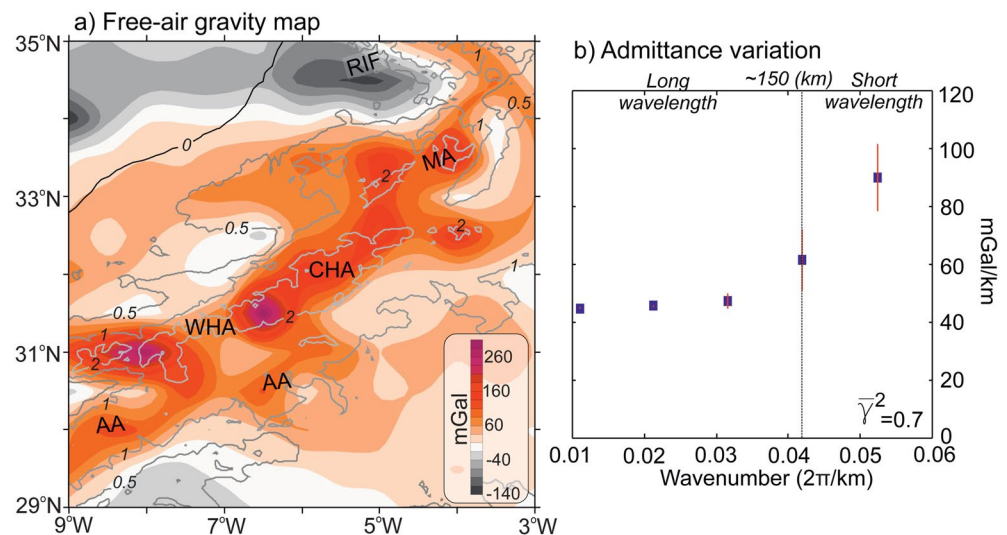 a) Free-air gravity map
35°N
33°N
31°N
29°N
9°W
7°W
5°W
3°W
RIF
1
0.5
1
0
MA
2
0.5
2
CHA
1
0.5
2
WHA
1
2
AA
1
AA
1
0.5
mGal
260
160
60
-40
-140
b) Admittance variation
Long
wavelength
~150 (km)
Short
wavelength
120
100
80
60
40
20
0
mGal/km
γ̅²=0.7
0.01
0.02
0.03
0.04
0.05
0.06
Wavenumber (2π/km)